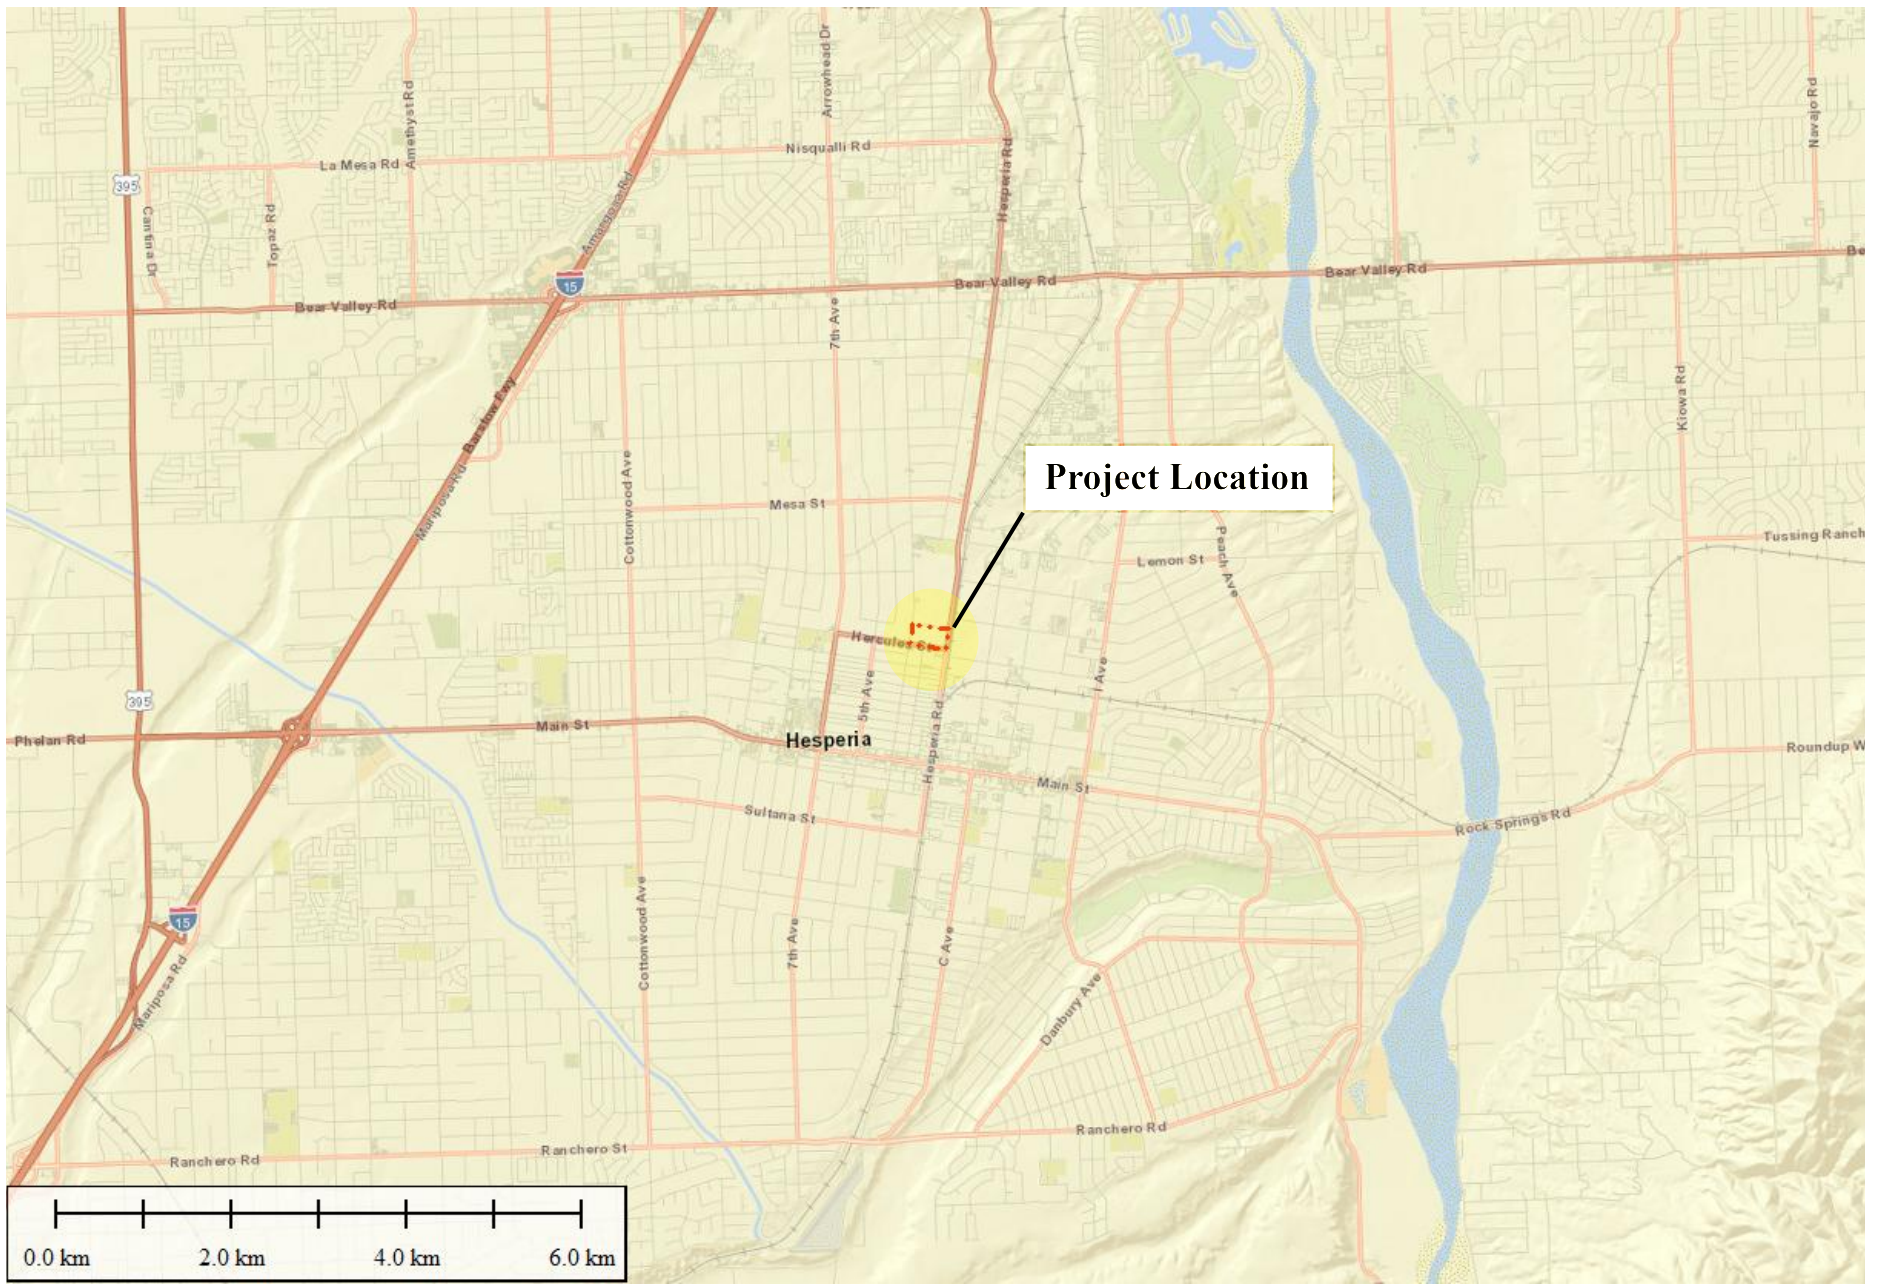 Arrowhead Dr
Amethyst Rd
Navajo Rd
Nisqualli Rd
La Mesa Rd
Hesperia Rd
395
Cantina Dr
Topaz Rd
Amargosa Rd
Be
Bear Valley Rd
Bear Valley Rd
15
Bear Valley Rd
7th Ave
Kiowa Rd
Barstow Fwy
Mariposa Rd
Cottonwood Ave
Project Location
Mesa St
Peach Ave
Tussing Ranch
Lemon St
Hercules St
I Ave
5th Ave
395
Hesperia Rd
Main St
Phelan Rd
Hesperia
Roundup W
Main St
Sultana St
Rock Springs Rd
15
Cottonwood Ave
7th Ave
C Ave
Mariposa Rd
Danbury Ave
Ranchero Rd
Ranchero St
Ranchero Rd
0.0 km
2.0 km
4.0 km
6.0 km